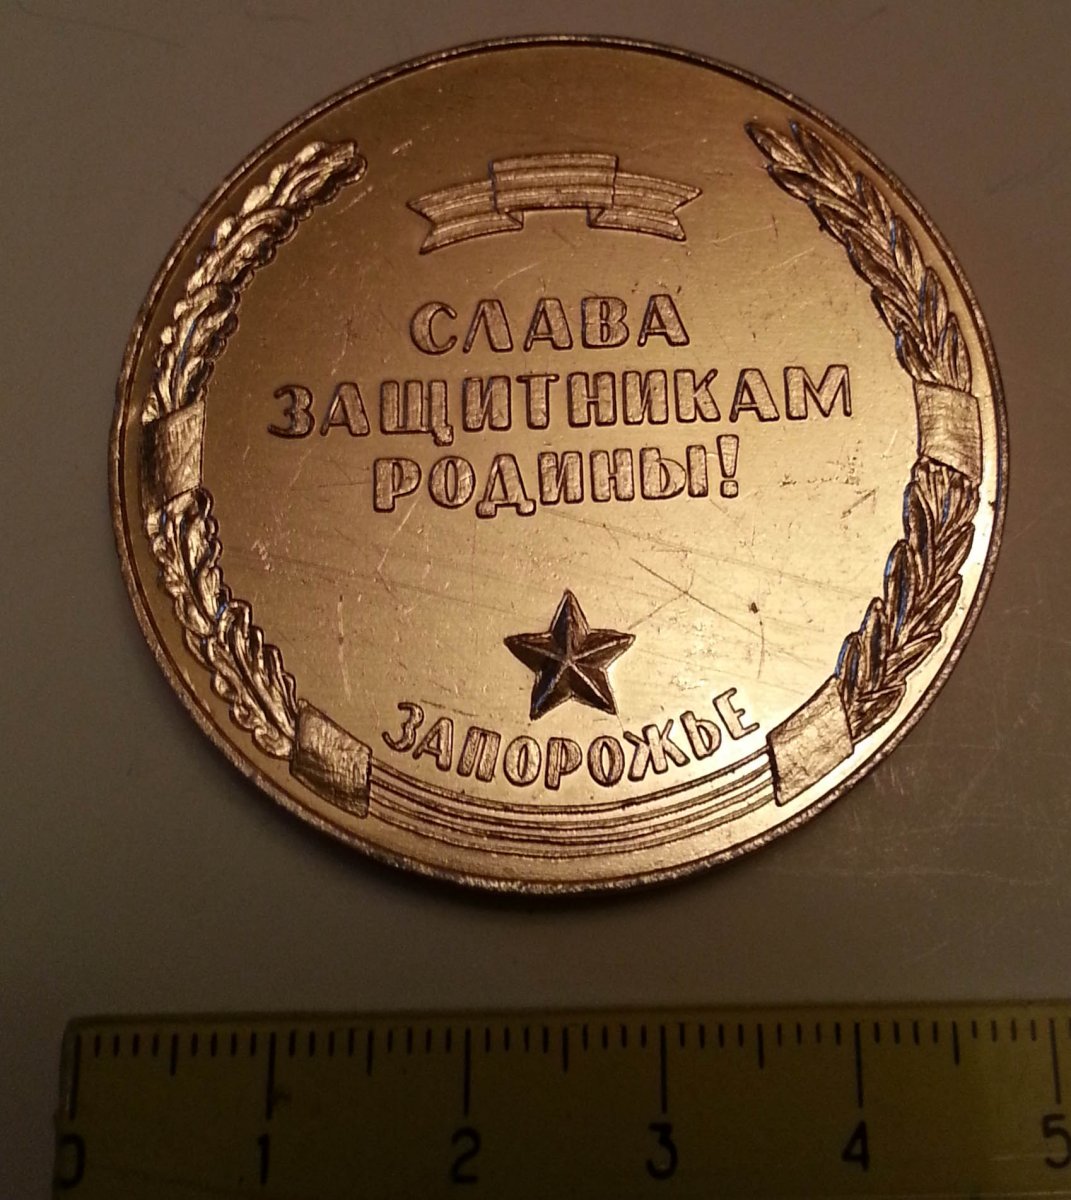 СЛАВА
ЗАЩИТНИКАМ
РОДИНЫ!
ЗАПОРОЖЬЕ
0 1 2 3 4 5